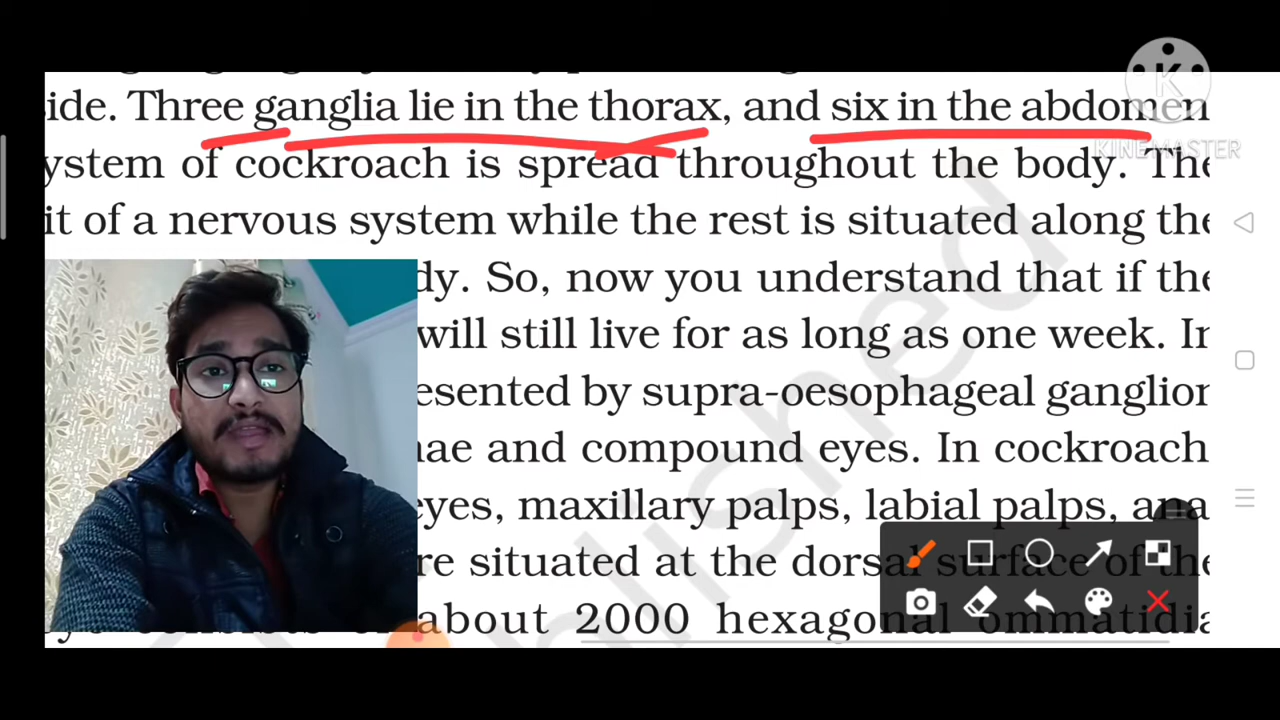 ide. Three ganglia lie in the thorax, and six in the abdomen
K
KINEMASTER
ystem of cockroach is spread throughout the body. The
it of a nervous system while the rest is situated along the
dy. So, now you understand that if the
will still live for as long as one week. In
esented by supra-oesophageal ganglion
nae and compound eyes. In cockroach
eyes, maxillary palps, labial palps, ana
re situated at the dorsal surface of the
about 2000 hexagonal ommatidia
blished